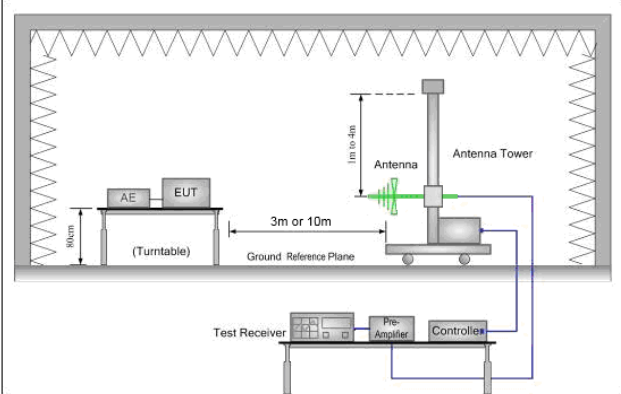 1m to 4m
Antenna
Antenna Tower
AE
EUT
80cm
3m or 10m
(Turntable)
Ground Reference Plane
Test Receiver
Pre-
Amplifier
Controller